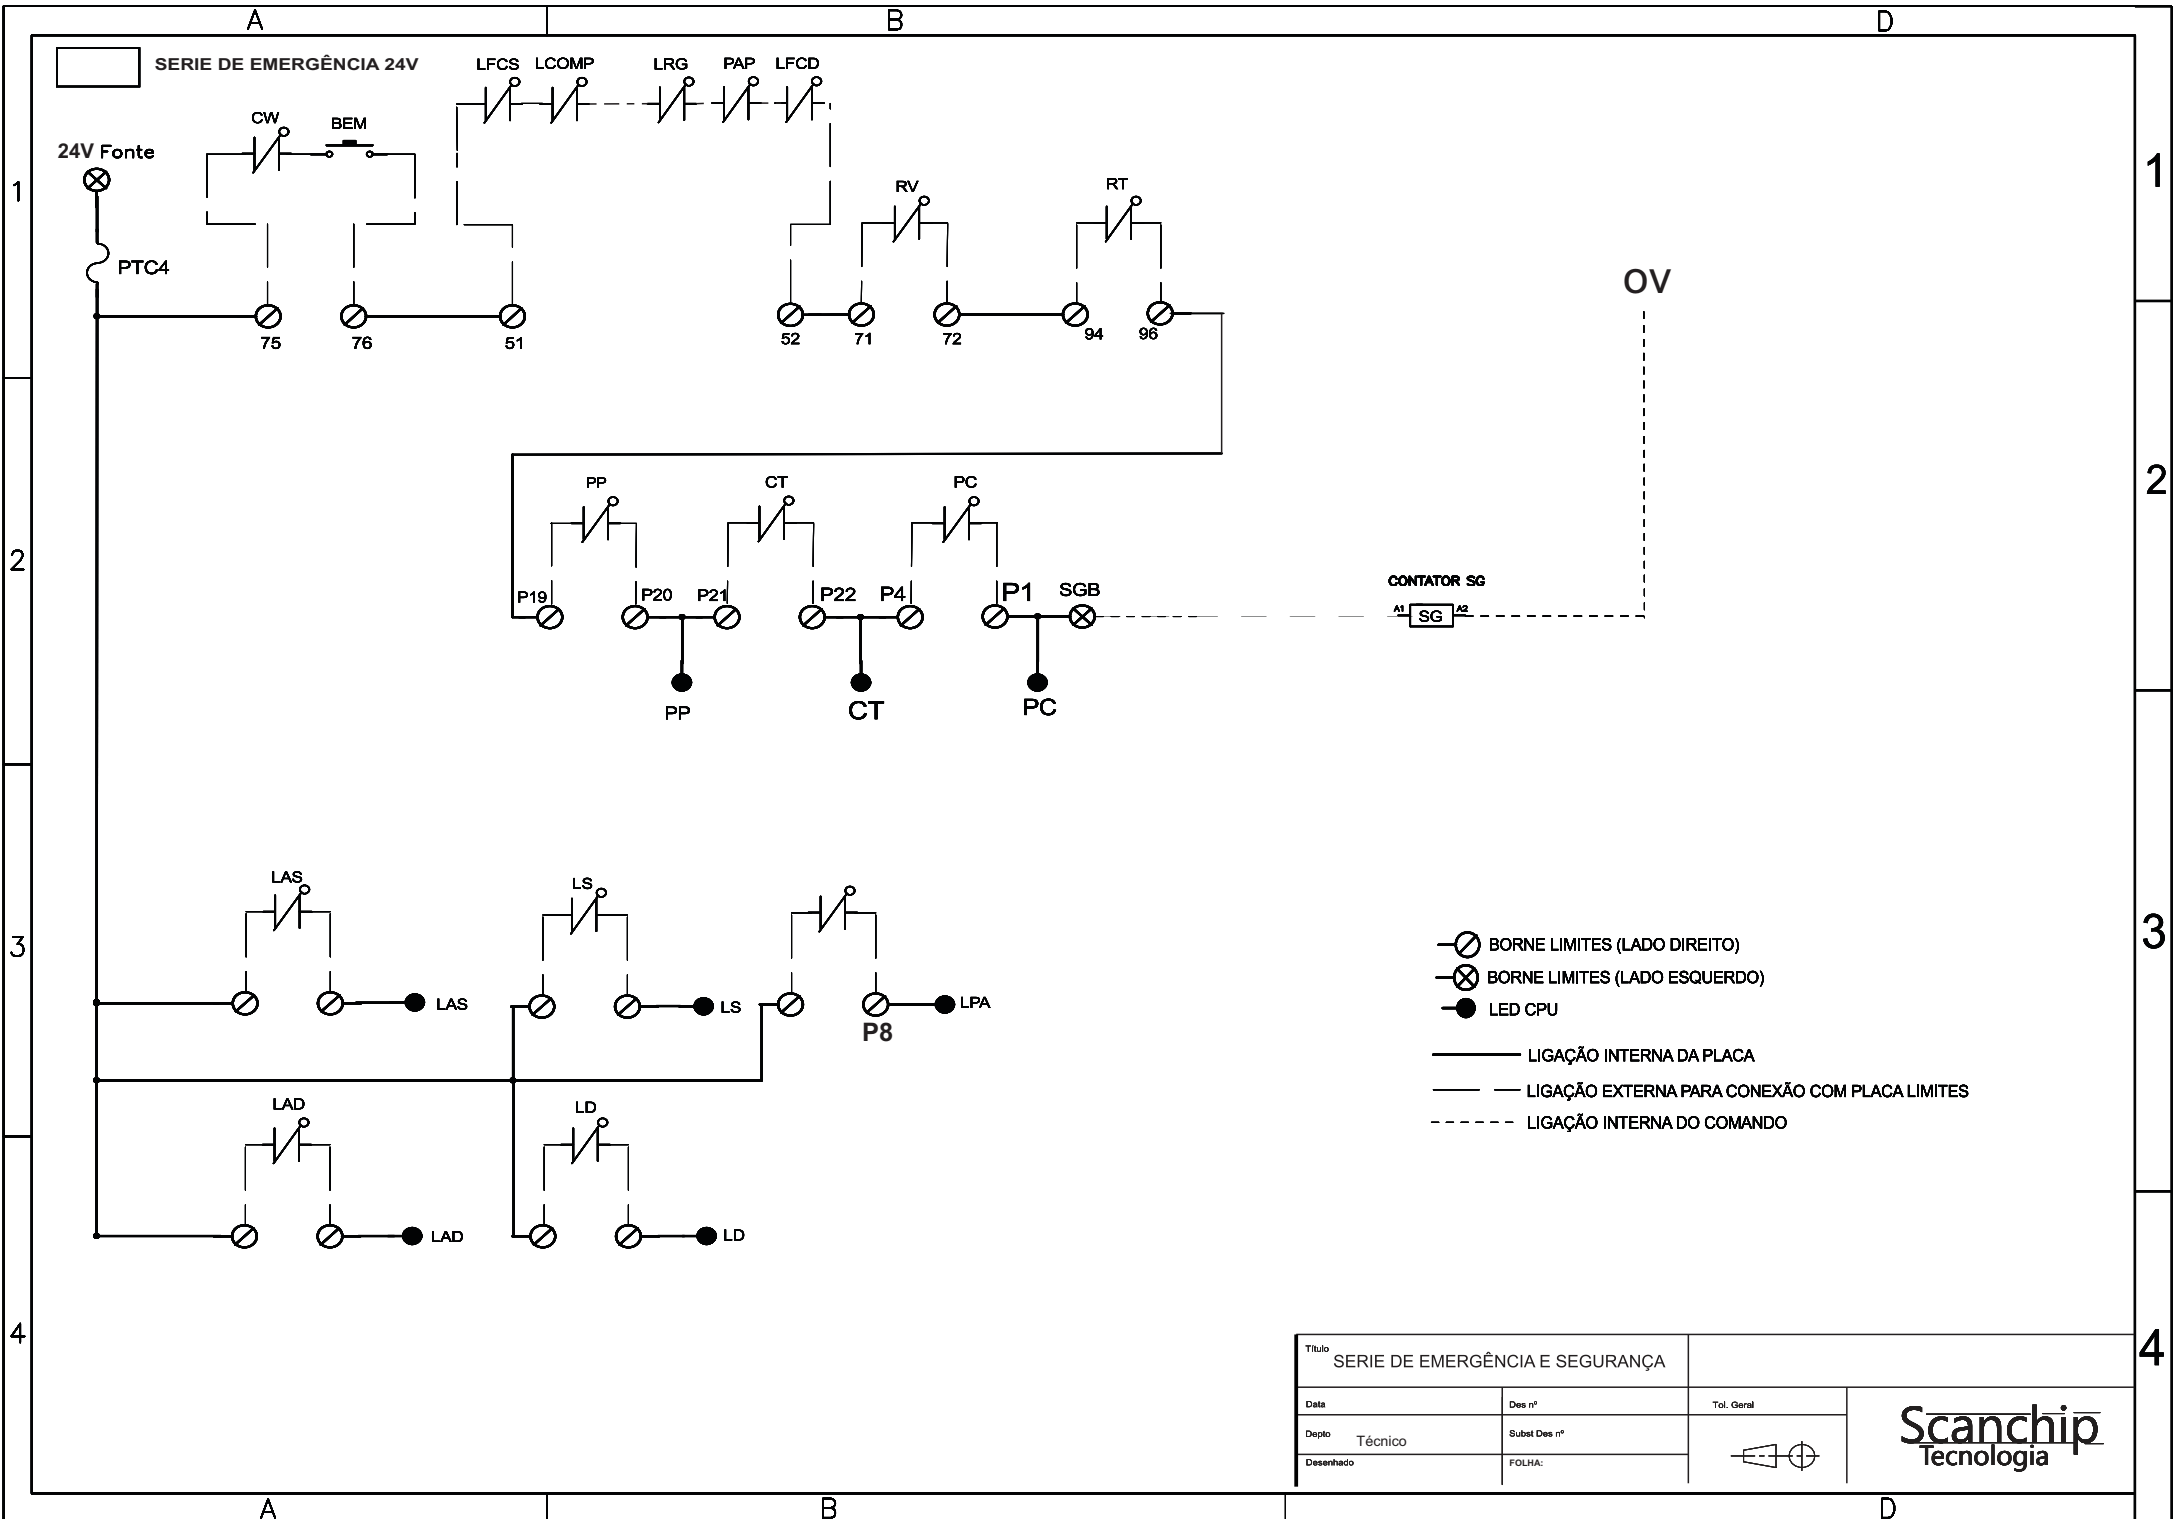 A B D
SERIE DE EMERGÊNCIA 24V
LFCS LCOMP LRG PAP LFCD
CW BEM
24V Fonte
1 1
RV RT
PTC4
OV
75 76 51 52 71 72 94 96
PP CT PC
2
2
CONTATOR SG
P19 P20 P21 P22 P4 P1 SGB
A1 SG A2
PP CT PC
LAS LS
3
3
BORNE LIMITES (LADO DIREITO)
BORNE LIMITES (LADO ESQUERDO)
LAS LS LPA
LED CPU
P8
LIGAÇÃO INTERNA DA PLACA
LIGAÇÃO EXTERNA PARA CONEXÃO COM PLACA LIMITES
LAD LD
LIGAÇÃO INTERNA DO COMANDO
LAD LD
4
4
Título
SERIE DE EMERGÊNCIA E SEGURANÇA
Data Des nº Tol. Geral
Depto Técnico Subst Des nº
Desenhado FOLHA:
Scanchip
Tecnologia
A B D